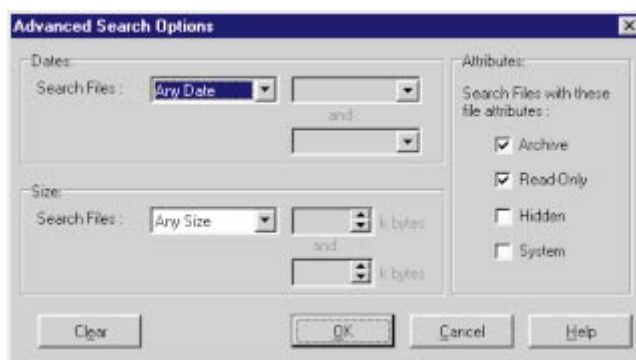 Advanced Search Options
Dates:
Search Files :
Any Date
and
Size:
Search Files :
Any Size
k bytes
and
k bytes
Attributes:
Search Files with these
file attributes :
Archive
Read-Only
Hidden
System
Clear
OK
Cancel
Help